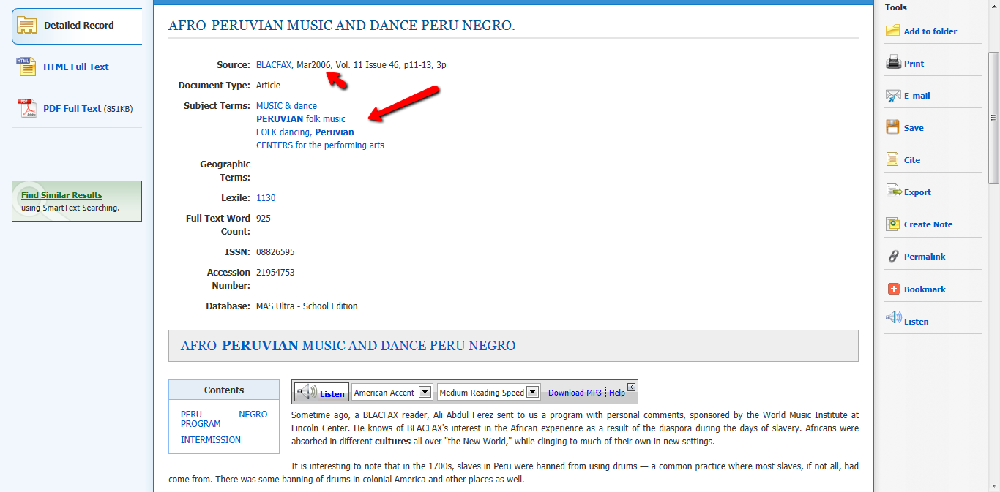 Detailed Record
HTML Full Text
PDF Full Text (851KB)
Find Similar Results
using SmartText Searching.
AFRO-PERUVIAN MUSIC AND DANCE PERU NEGRO.
Source: BLACFAX, Mar2006, Vol. 11 Issue 46, p11-13, 3p
Document Type: Article
Subject Terms: MUSIC & dance
PERUVIAN folk music
FOLK dancing, Peruvian
CENTERS for the performing arts
Geographic
Terms:
Lexile: 1130
Full Text Word 925
Count:
ISSN: 08826595
Accession 21954753
Number:
Database: MAS Ultra - School Edition
AFRO-PERUVIAN MUSIC AND DANCE PERU NEGRO
Contents
PERU NEGRO
PROGRAM
INTERMISSION
Listen American Accent Medium Reading Speed Download MP3 Help
Sometime ago, a BLACFAX reader, Ali Abdul Ferez sent to us a program with personal comments, sponsored by the World Music Institute at
Lincoln Center. He knows of BLACFAX's interest in the African experience as a result of the diaspora during the days of slavery. Africans were
absorbed in different cultures all over "the New World," while clinging to much of their own in new settings.
It is interesting to note that in the 1700s, slaves in Peru were banned from using drums — a common practice where most slaves, if not all, had
come from. There was some banning of drums in colonial America and other places as well.
Tools
Add to folder
Print
E-mail
Save
Cite
Export
Create Note
Permalink
Bookmark
Listen